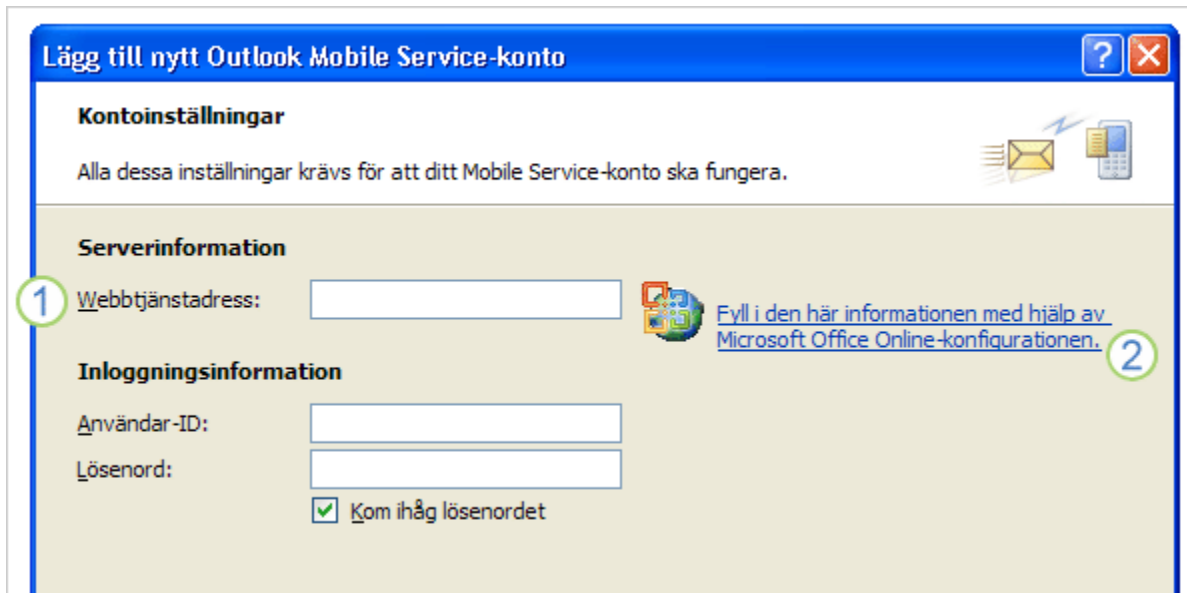 Lägg till nytt Outlook Mobile Service-konto
Kontoinställningar
Alla dessa inställningar krävs för att ditt Mobile Service-konto ska fungera.
Serverinformation
1 Webbtjänstadress:
Fyll i den här informationen med hjälp av
Microsoft Office Online-konfigurationen. 2
Inloggningsinformation
Användar-ID:
Lösenord:
Kom ihåg lösenordet